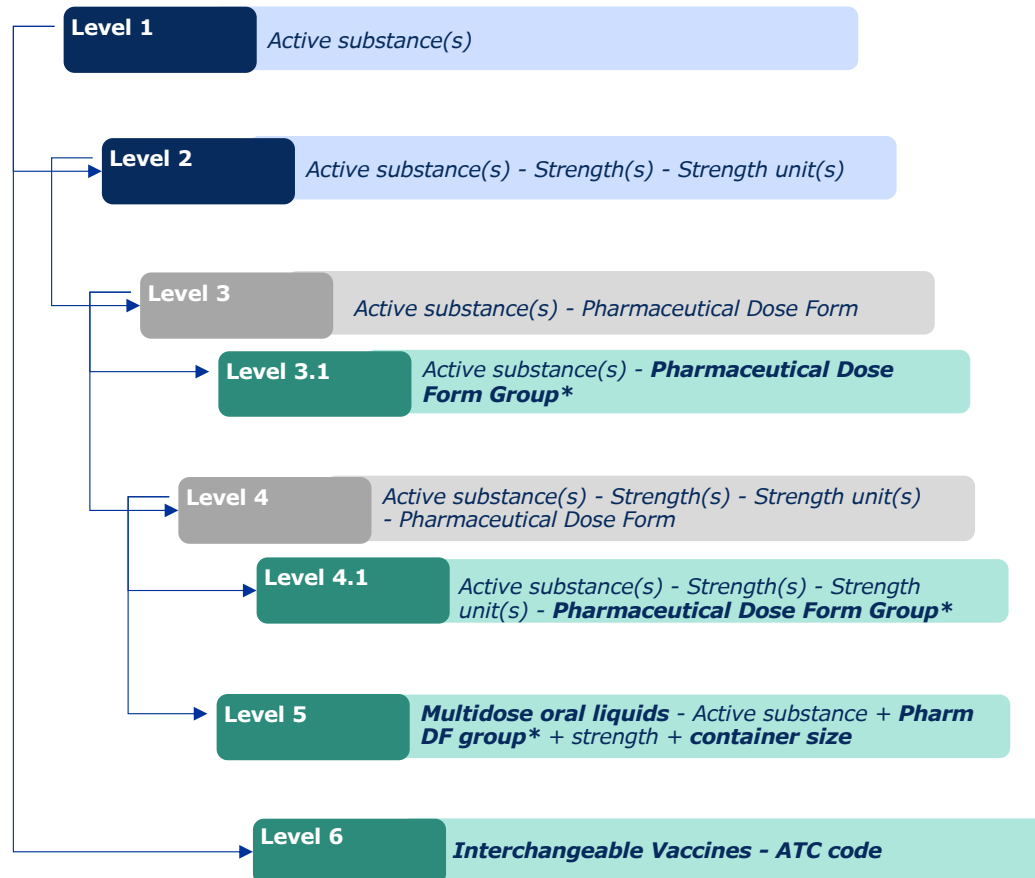 Level 1
Active substance(s)
Level 2
Active substance(s) - Strength(s) - Strength unit(s)
Level 3
Active substance(s) - Pharmaceutical Dose Form
Level 3.1
Active substance(s) - Pharmaceutical Dose
Form Group*
Level 4
Active substance(s) - Strength(s) - Strength unit(s)
- Pharmaceutical Dose Form
Level 4.1
Active substance(s) - Strength(s) - Strength
unit(s) - Pharmaceutical Dose Form Group*
Level 5
Multidose oral liquids - Active substance + Pharm
DF group* + strength + container size
Level 6
Interchangeable Vaccines - ATC code